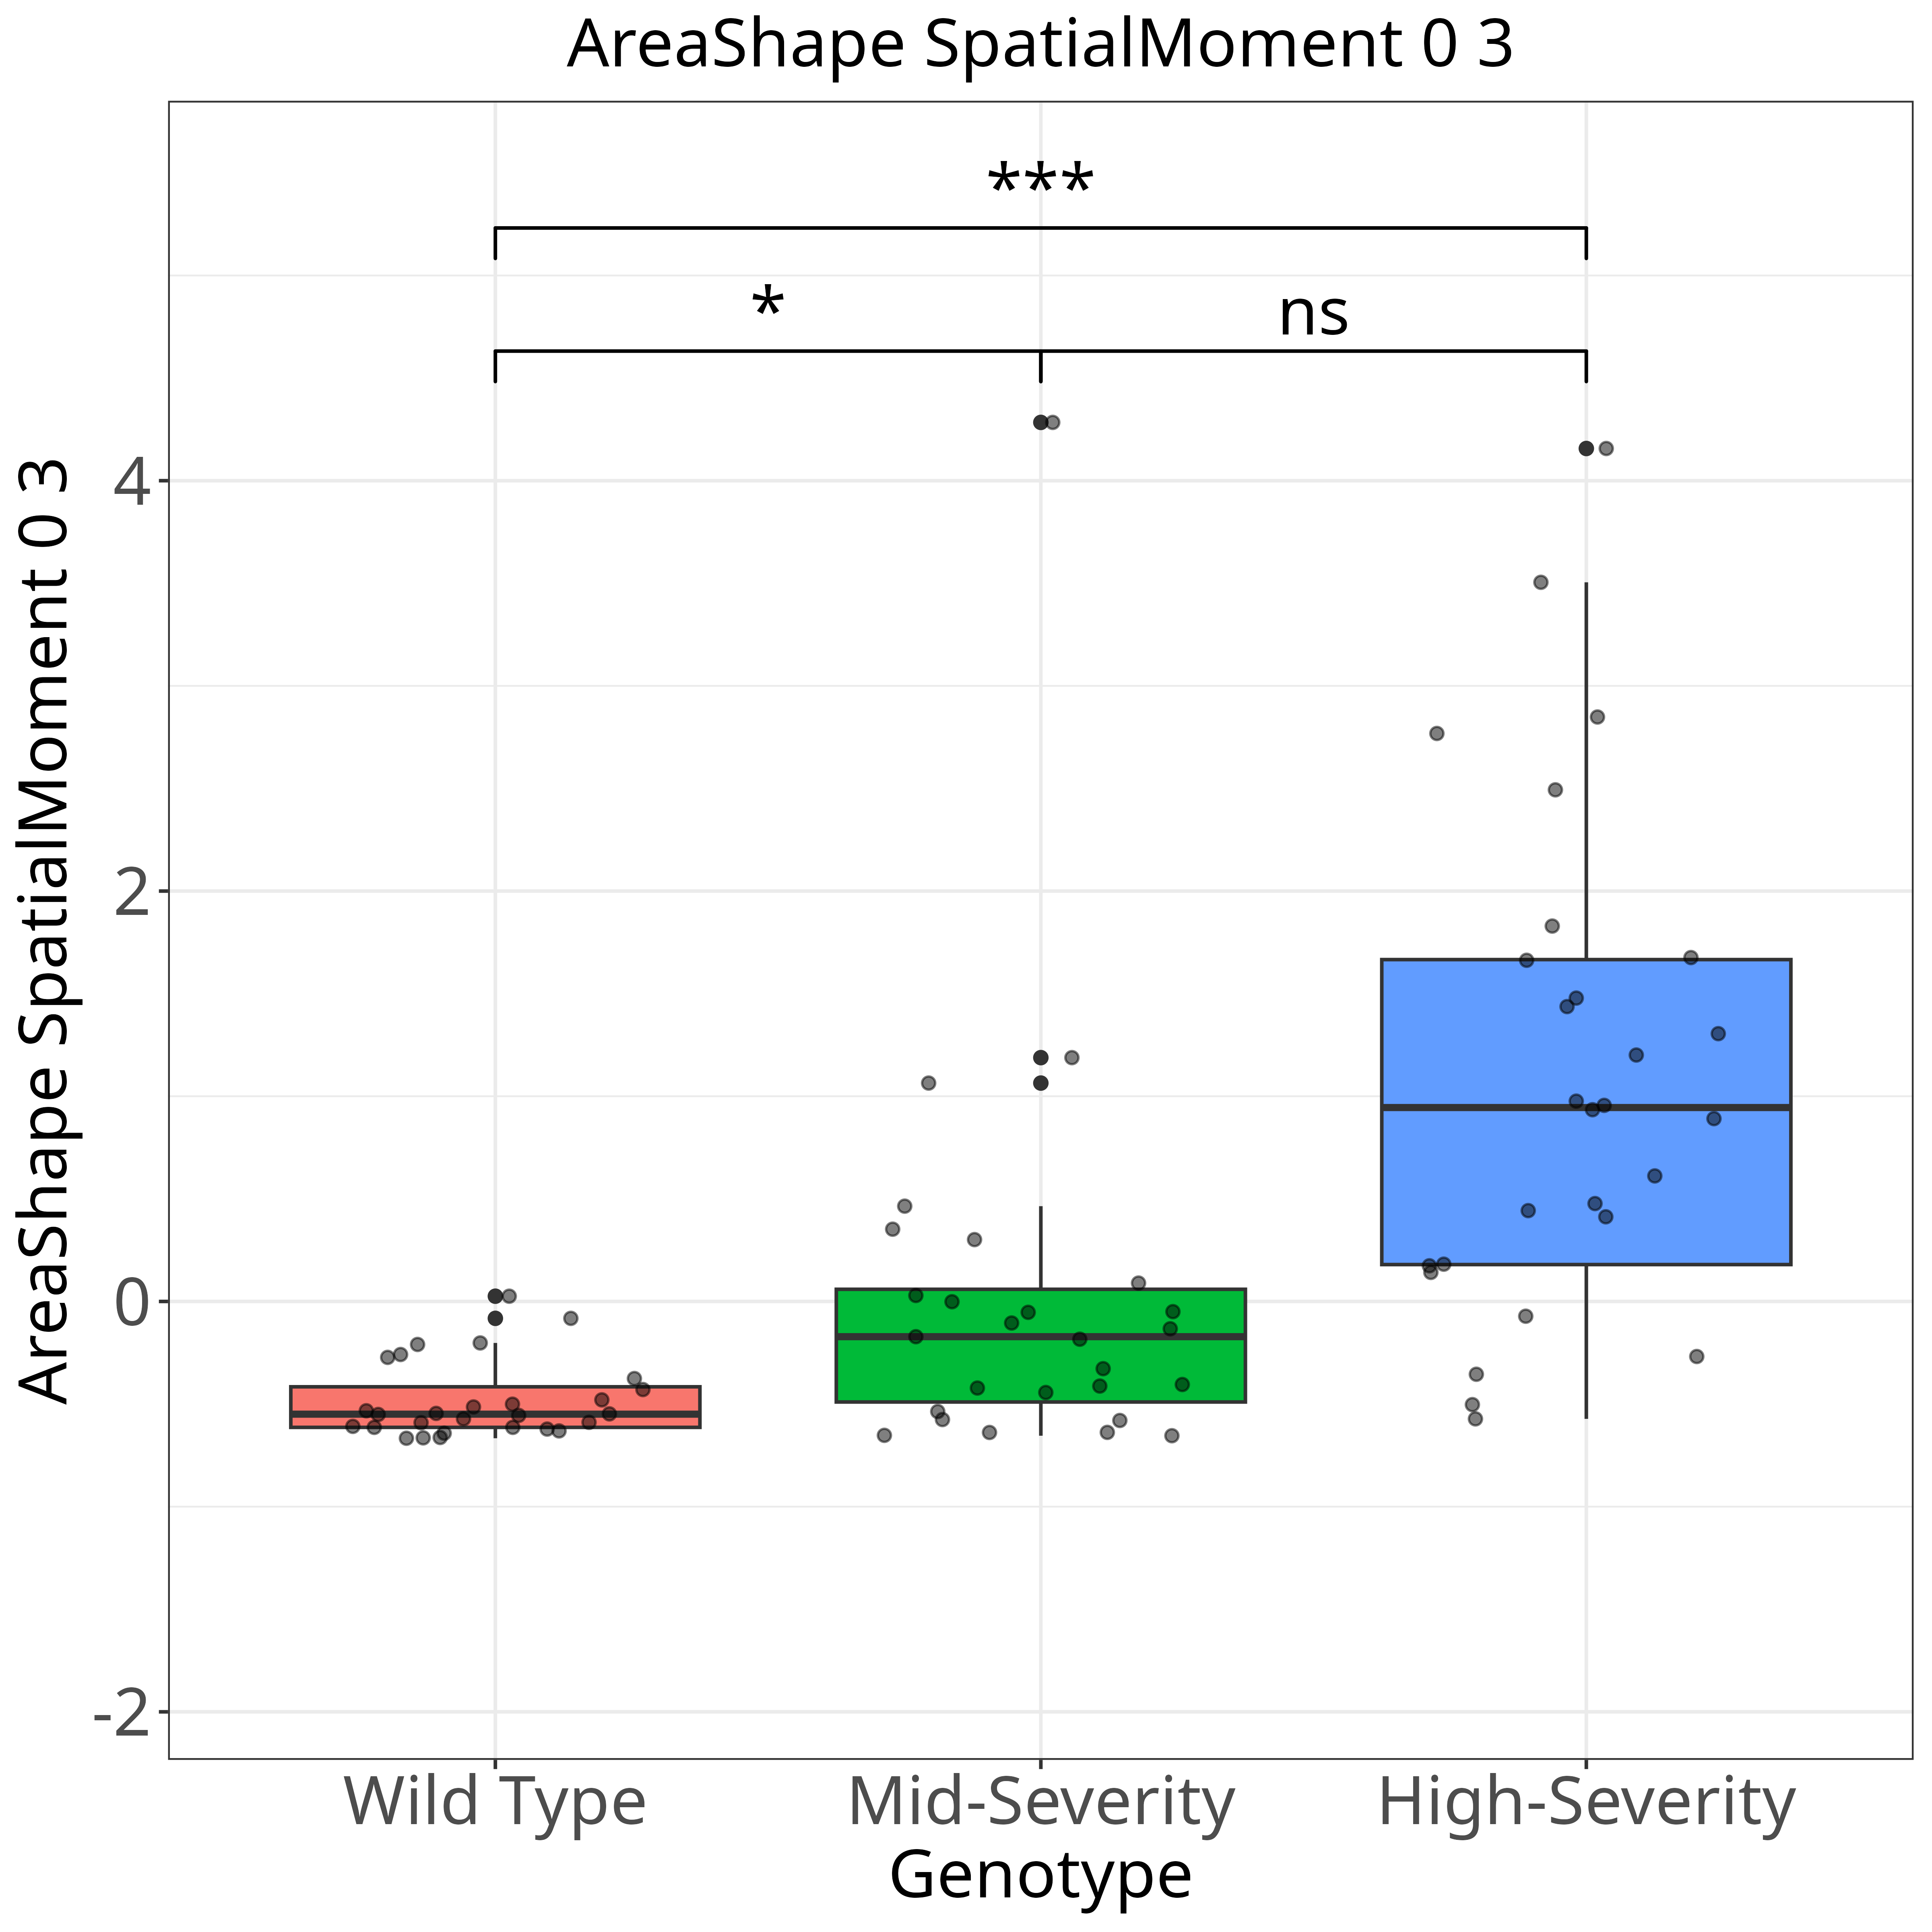 AreaShape SpatialMoment 0 3
***
*
ns
AreaShape SpatialMoment 0 3
4
2
0
-2
Wild Type
Mid-Severity
High-Severity
Genotype